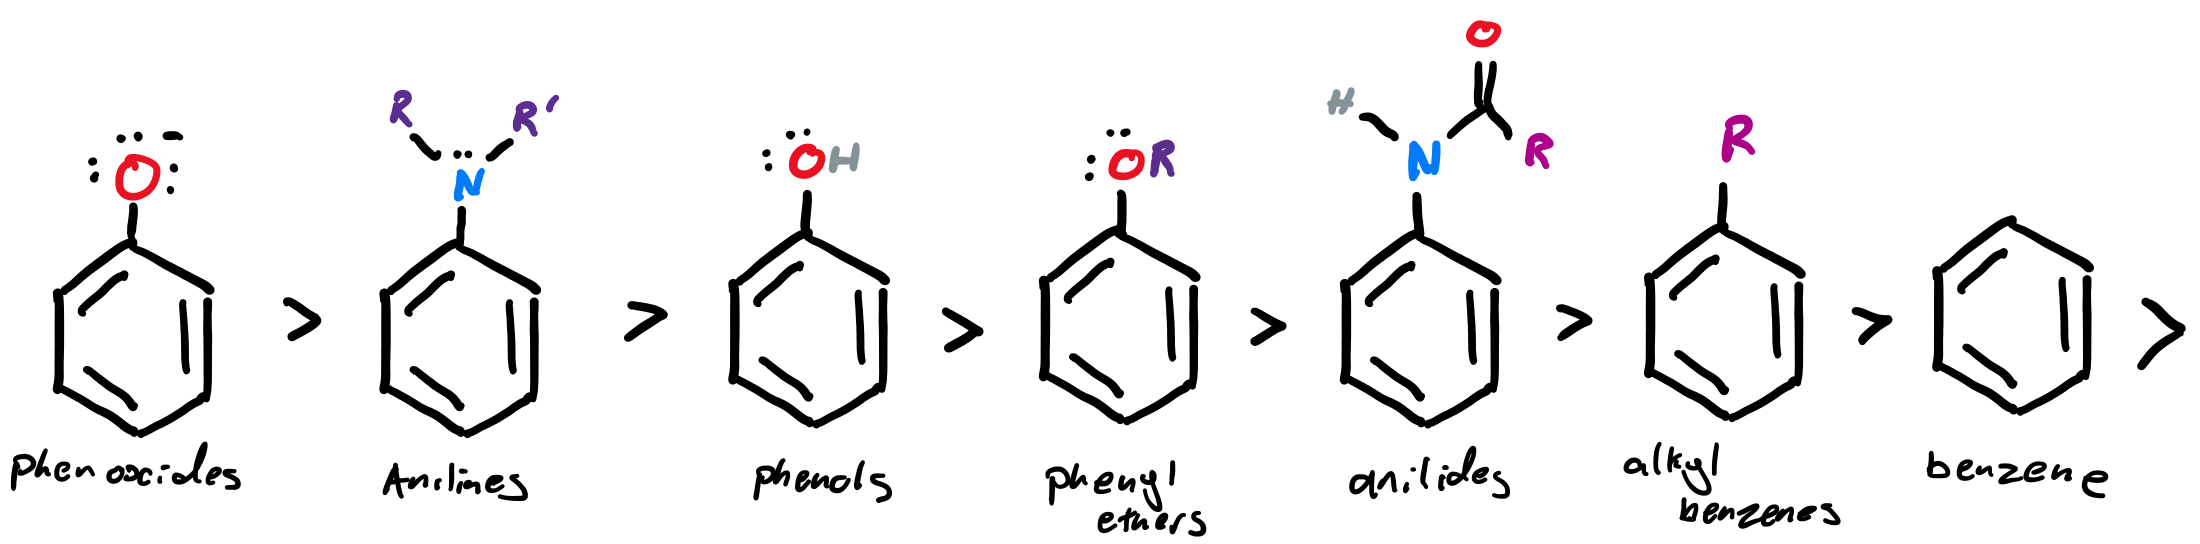 O
H
R
R'
R
O
N
OH
OR
N
R
> > > > > > >
phenoxides
Anilines
phenols
phenyl
ethers
anilides
alkyl
benzenes
benzene